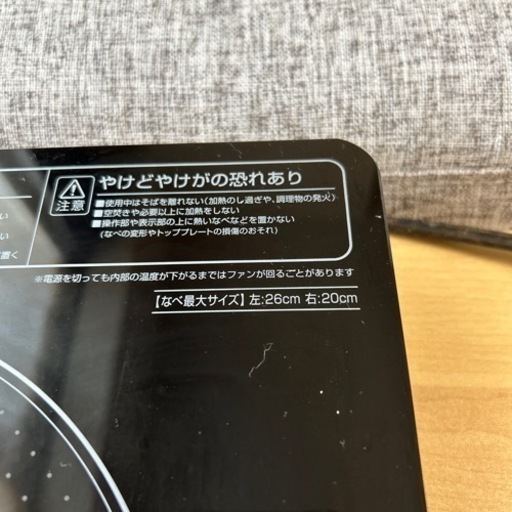 やけどやけがの恐れあり
注意
■使用中はそばを離れない(加熱のし過ぎや、調理物の発火)
■空焚きや必要以上に加熱をしない
■操作部や表示部の上に熱いなべなどを置かない
(なべの変形やトッププレートの損傷のおそれ)
い
い
置く
※電源を切っても内部の温度が下がるまではファンが回ることがあります
【なべ最大サイズ】左:26cm 右:20cm